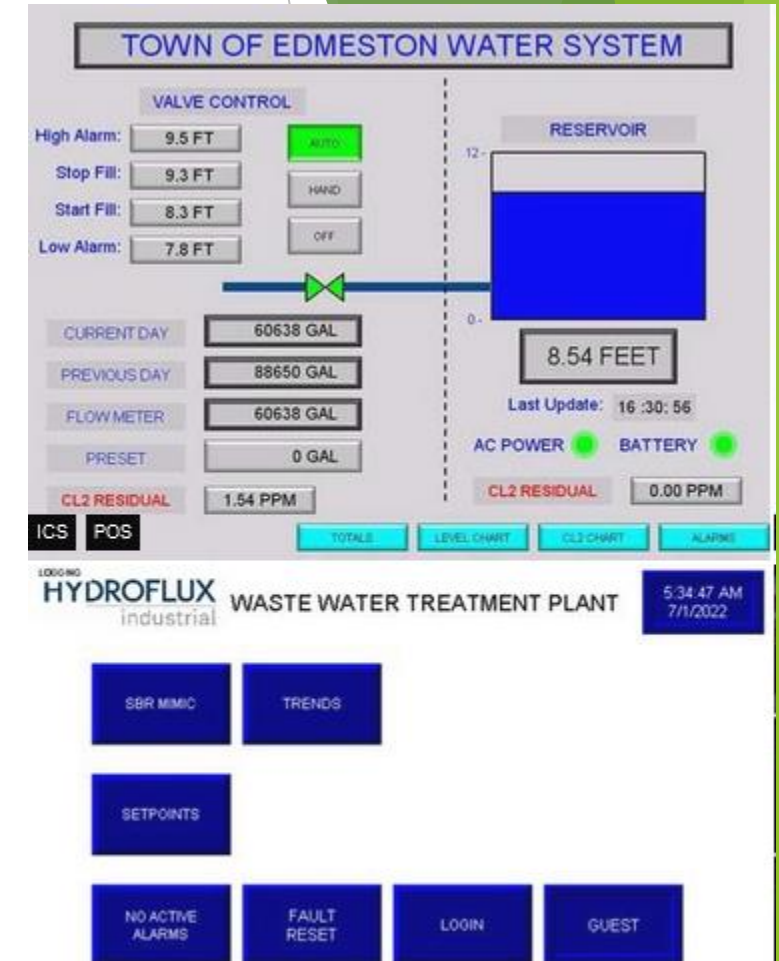 TOWN OF EDMESTON WATER SYSTEM
VALVE CONTROL
High Alarm: 9.5 FT
Stop Fill: 9.3 FT
Start Fill: 8.3 FT
Low Alarm: 7.8 FT
AUTO
HAND
OFF
CURRENT DAY 60638 GAL
PREVIOUS DAY 88650 GAL
FLOW METER 60638 GAL
PRESET 0 GAL
CL2 RESIDUAL 1.54 PPM
RESERVOIR
12 -
0 -
8.54 FEET
Last Update: 16 :30: 56
AC POWER BATTERY
CL2 RESIDUAL 0.00 PPM
ICS POS
TOTALS LEVEL CHART CL2 CHART ALARMS
LOGGING
HYDROFLUX
industrial
WASTE WATER TREATMENT PLANT
5:34:47 AM
7/1/2022
SBR MIMIC TRENDS
SETPOINTS
NO ACTIVE
ALARMS
FAULT
RESET
LOGIN
GUEST